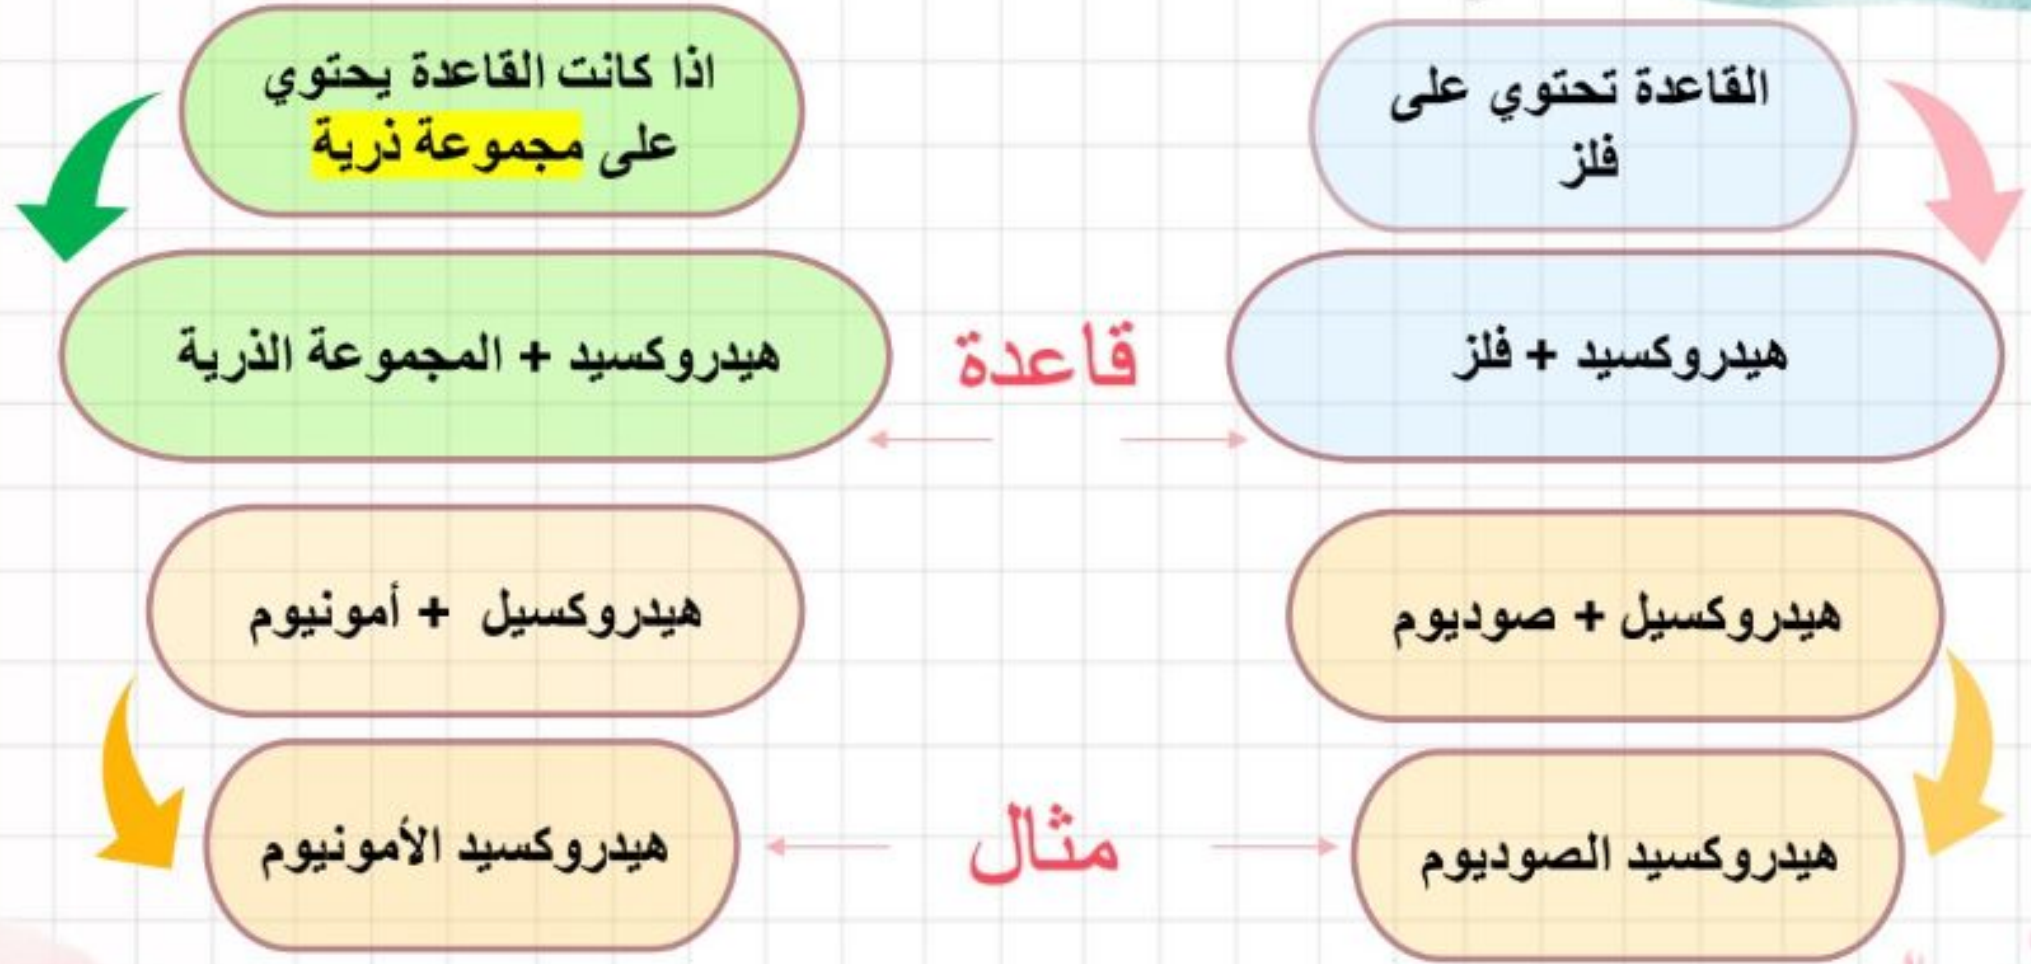 القاعدة تحتوي على
فلز
اذا كانت القاعدة يحتوي
على مجموعة ذرية
هيدروكسيد + فلز
قاعدة
هيدروكسيد + المجموعة الذرية
هيدروكسيل + صوديوم
هيدروكسيل + أمونيوم
هيدروكسيد الصوديوم
مثال
هيدروكسيد الأمونيوم